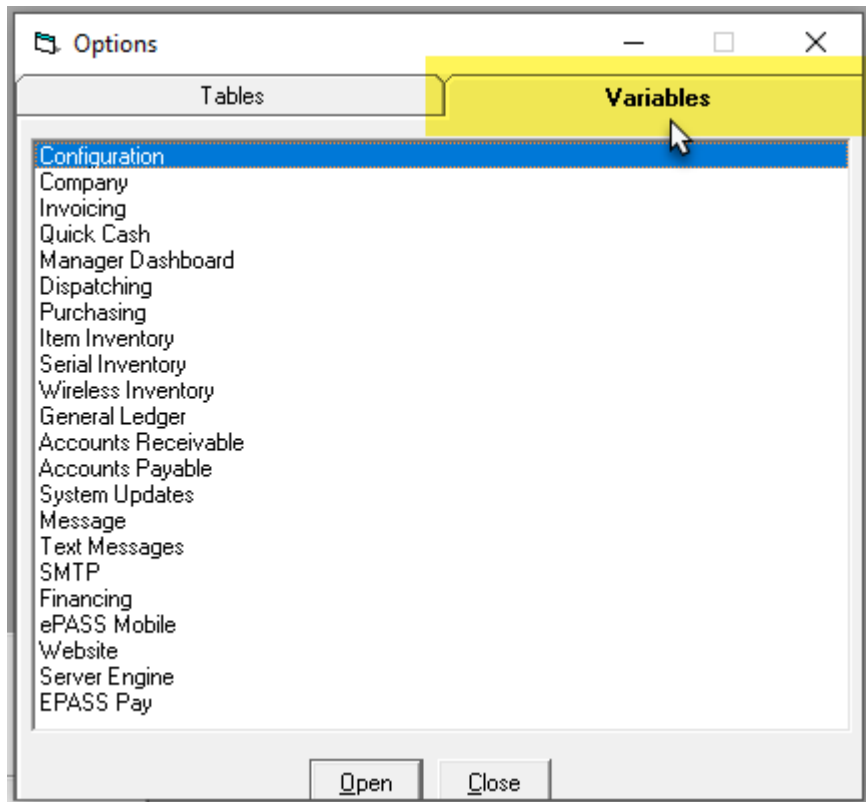 Options
Tables
Variables
Configuration
Company
Invoicing
Quick Cash
Manager Dashboard
Dispatching
Purchasing
Item Inventory
Serial Inventory
Wireless Inventory
General Ledger
Accounts Receivable
Accounts Payable
System Updates
Message
Text Messages
SMTP
Financing
ePASS Mobile
Website
Server Engine
EPASS Pay
Open
Close